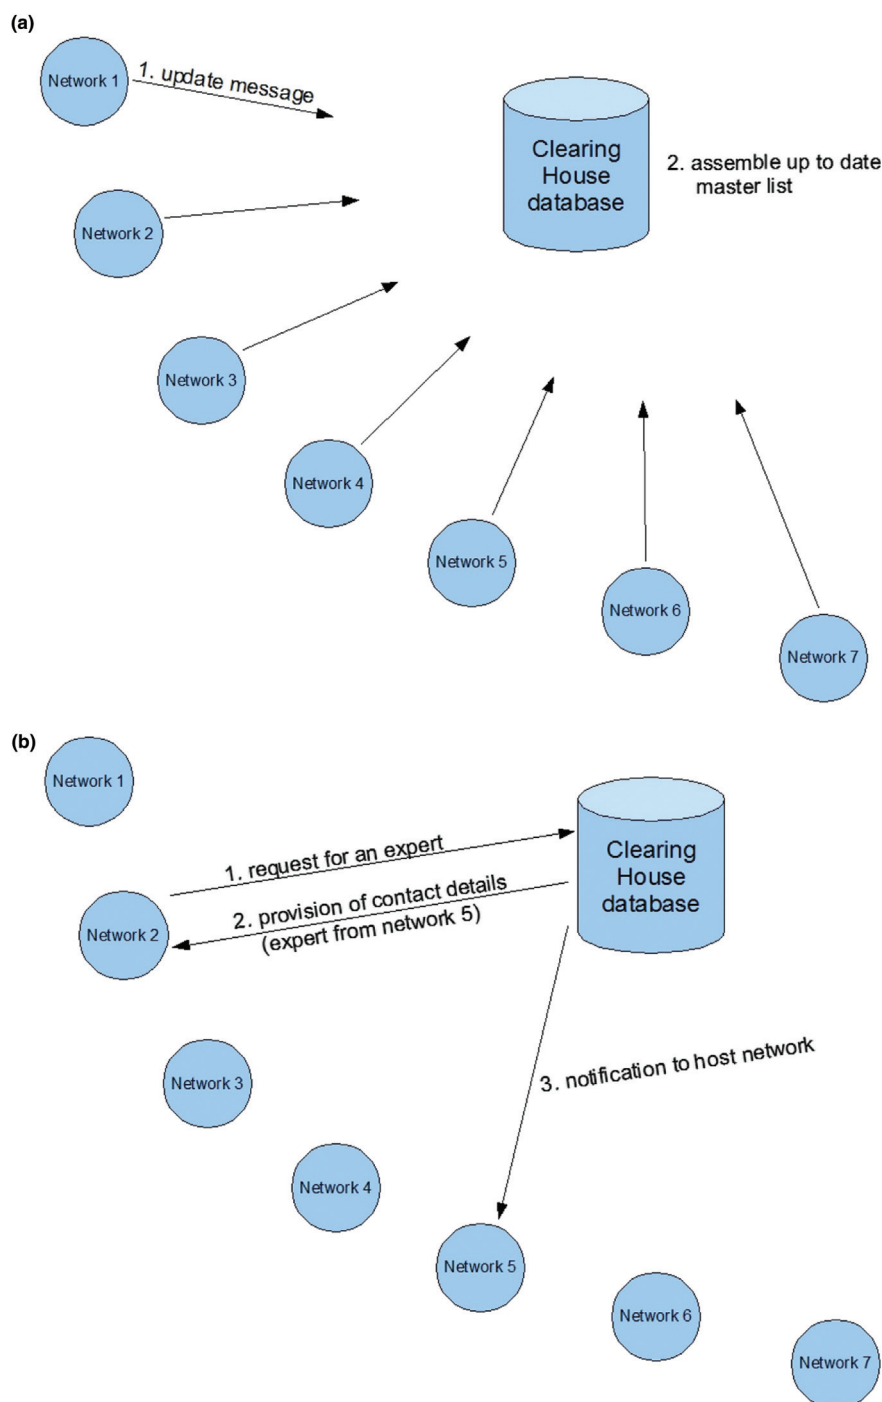 (a)
Network 1
1. update message
Clearing
House
database
2. assemble up to date
master list
Network 2
Network 3
Network 4
Network 5
Network 6
Network 7
(b)
Network 1
1. request for an expert
Clearing
House
database
2. provision of contact details
(expert from network 5)
Network 2
3. notification to host network
Network 3
Network 4
Network 5
Network 6
Network 7